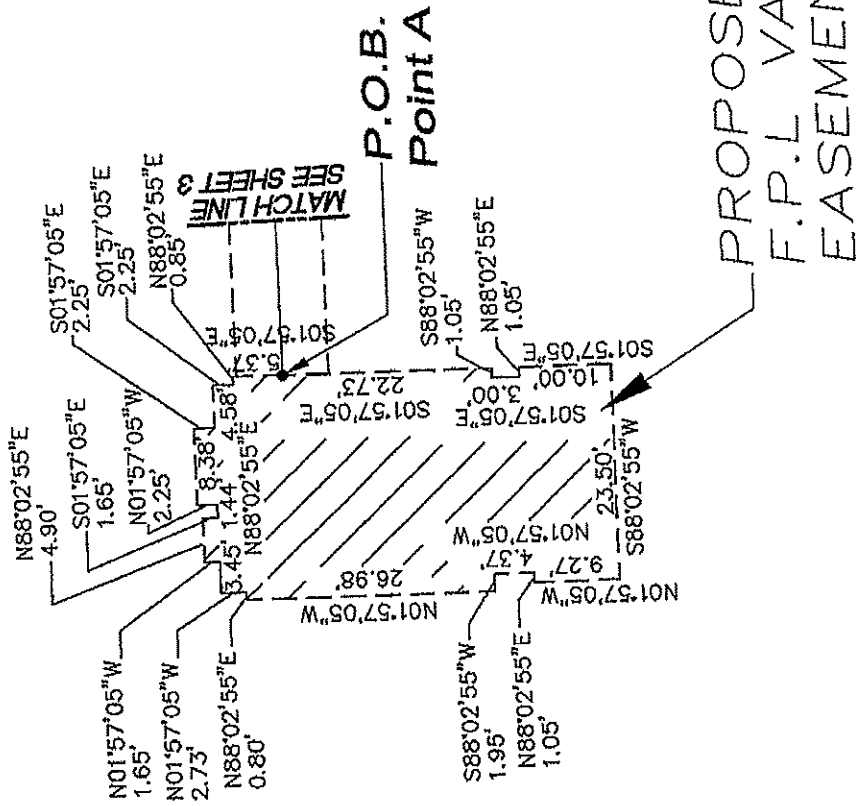 N88°02'55"E
4.90'
S01°57'05"E
1.65'
N01°57'05"W
2.25'
S01°57'05"E
2.25'
S01°57'05"E
2.25'
N88°02'55"E
0.85'
MATCH LINE
SEE SHEET 3
P.O.B.
Point A
N01°57'05"W
1.65'
N01°57'05"W
2.73'
N88°02'55"E
0.80'
3.45'
1.44
8.38'
4.58'
N88°02'55"E
S01°57'05"E
5.37'
S01°57'05"E
22.73'
N01°57'05"W
26.98'
S88°02'55"W
1.05'
N88°02'55"E
1.05'
S01°57'05"E
3.00'
S01°57'05"E
10.00'
S88°02'55"W
1.95'
N88°02'55"E
1.05'
N01°57'05"W
4.37'
N01°57'05"W
9.27'
23.50'
S88°02'55"W
PROPOSE
F.P.L VA
EASEMEN